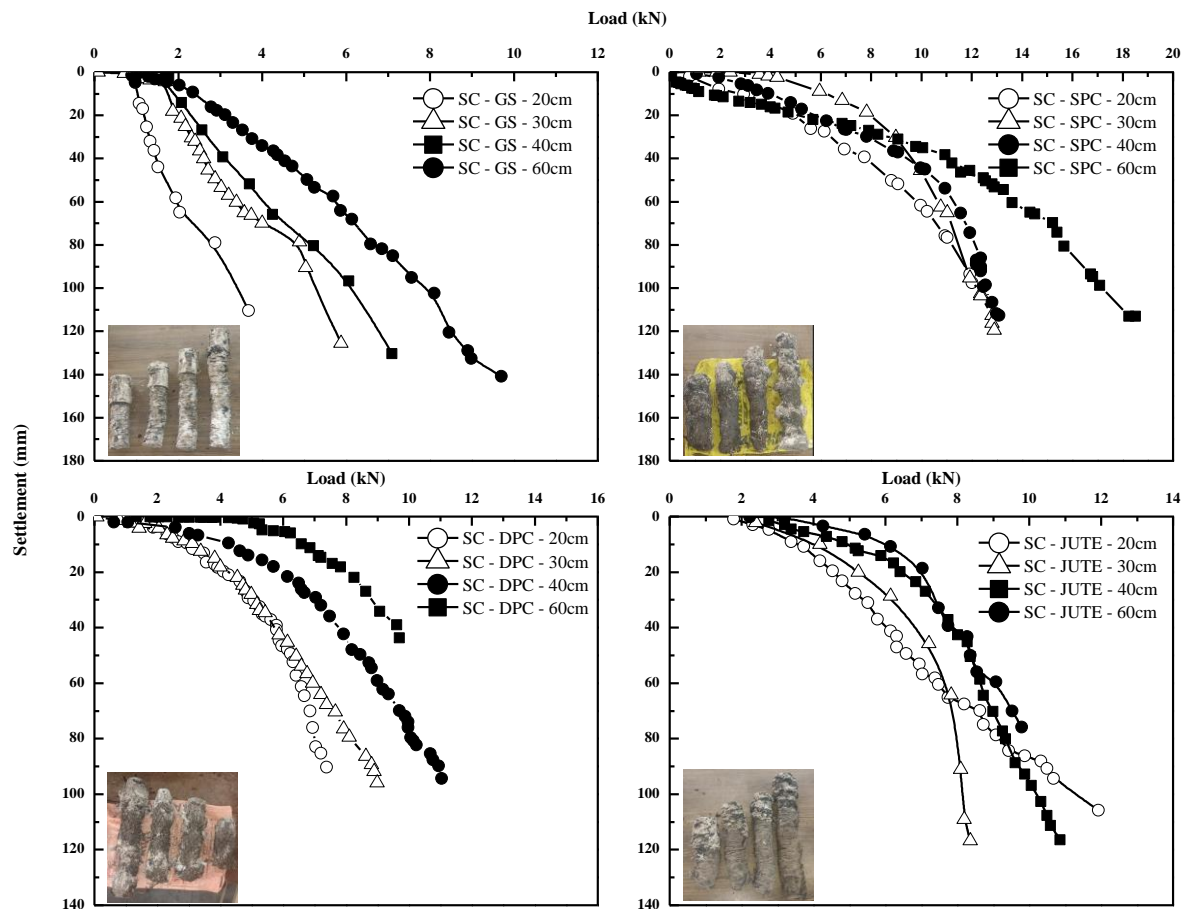 Load (kN)
0 2 4 6 8 10 12
0 2 4 6 8 10 12 14 16 18 20
0
20
40
60
80
100
120
140
160
180
SC - GS - 20cm
SC - GS - 30cm
SC - GS - 40cm
SC - GS - 60cm
0
20
40
60
80
100
120
140
160
180
SC - SPC - 20cm
SC - SPC - 30cm
SC - SPC - 40cm
SC - SPC - 60cm
Settlement (mm)
Load (kN)
0 2 4 6 8 10 12 14 16
0
20
40
60
80
100
120
140
SC - DPC - 20cm
SC - DPC - 30cm
SC - DPC - 40cm
SC - DPC - 60cm
Load (kN)
0 2 4 6 8 10 12 14
0
20
40
60
80
100
120
140
SC - JUTE - 20cm
SC - JUTE - 30cm
SC - JUTE - 40cm
SC - JUTE - 60cm